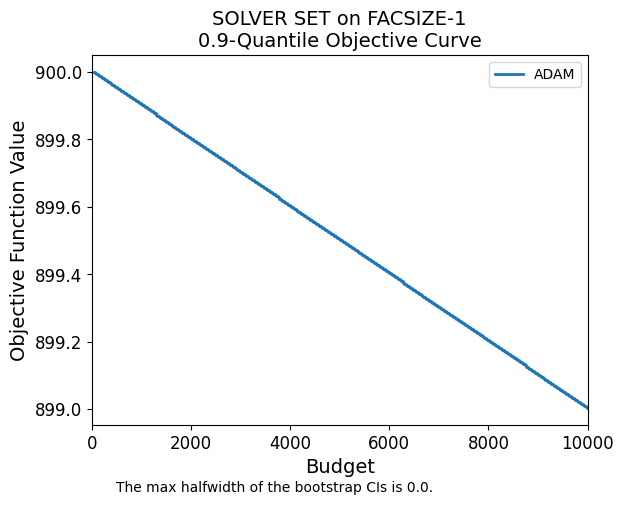 SOLVER SET on FACSIZE-1
0.9-Quantile Objective Curve
ADAM
Objective Function Value
900.0
899.8
899.6
899.4
899.2
899.0
0 2000 4000 6000 8000 10000
Budget
The max halfwidth of the bootstrap CIs is 0.0.